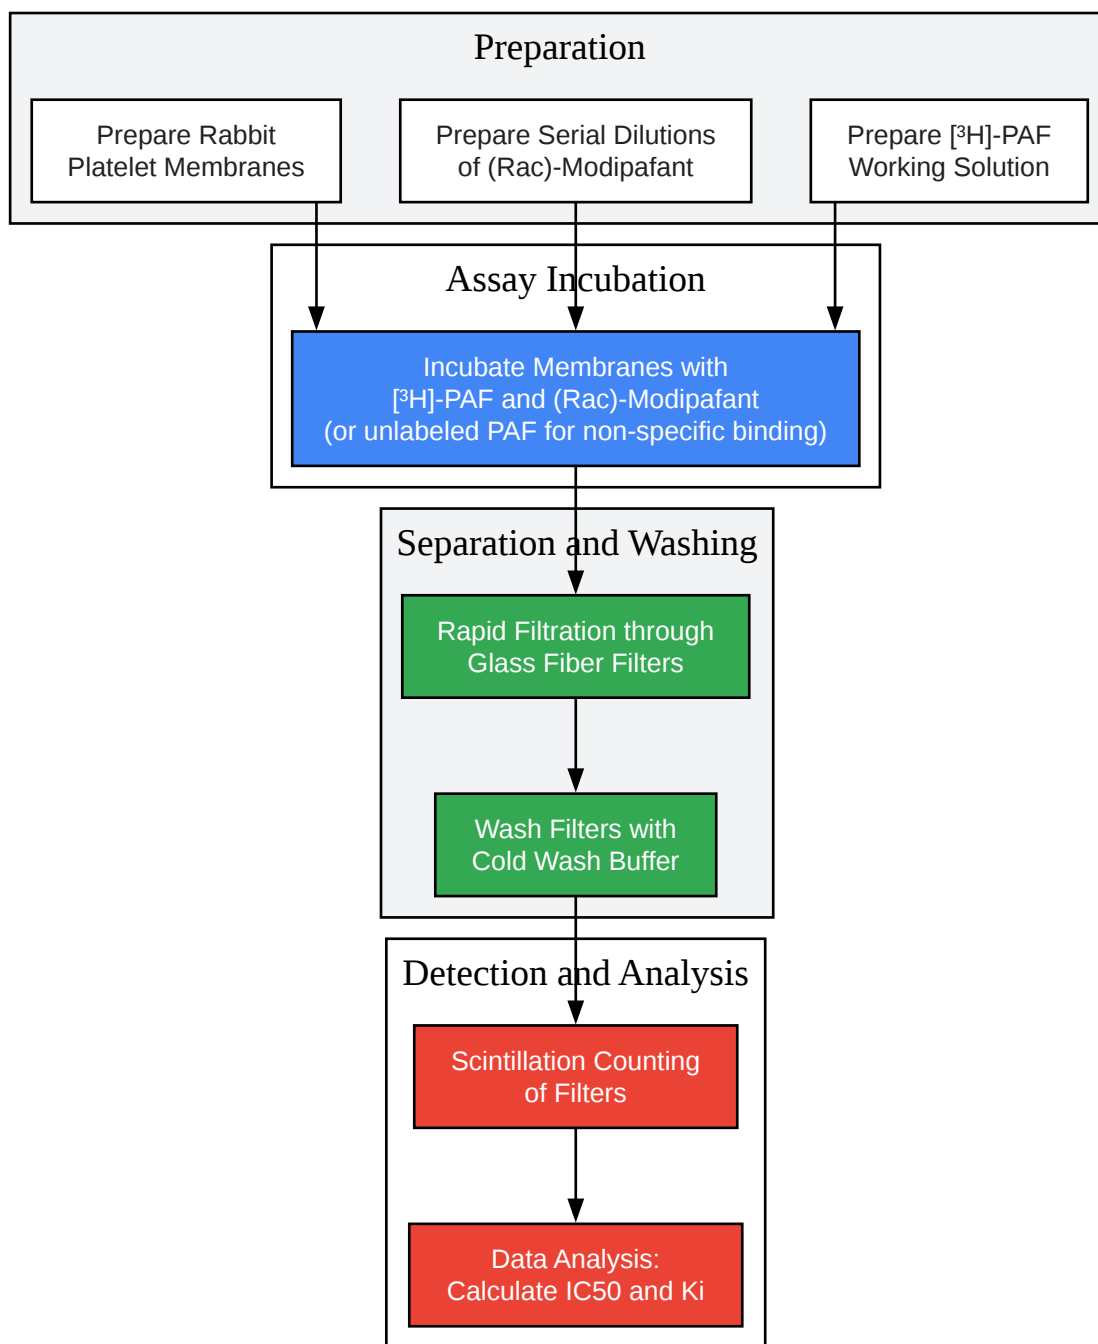 Preparation
Prepare Rabbit
Platelet Membranes
Prepare Serial Dilutions
of (Rac)-Modipafant
Prepare [³H]-PAF
Working Solution
Assay Incubation
Incubate Membranes with
[³H]-PAF and (Rac)-Modipafant
(or unlabeled PAF for non-specific binding)
Separation and Washing
Rapid Filtration through
Glass Fiber Filters
Wash Filters with
Cold Wash Buffer
Detection and Analysis
Scintillation Counting
of Filters
Data Analysis:
Calculate IC50 and Ki